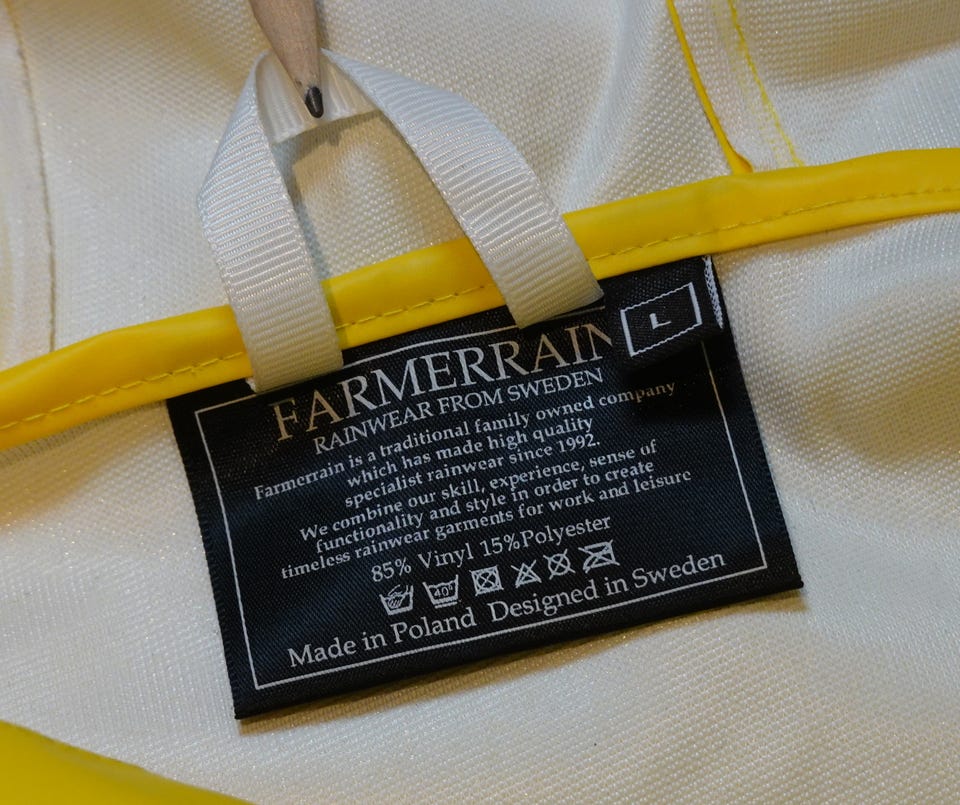 FARMERRAIN
L
RAINWEAR FROM SWEDEN
Farmerrain is a traditional family owned company
which has made high quality
specialist rainwear since 1992.
We combine our skill, experience, sense of
functionality and style in order to create
timeless rainwear garments for work and leisure
85% Vinyl 15%Polyester
40°
Made in Poland Designed in Sweden